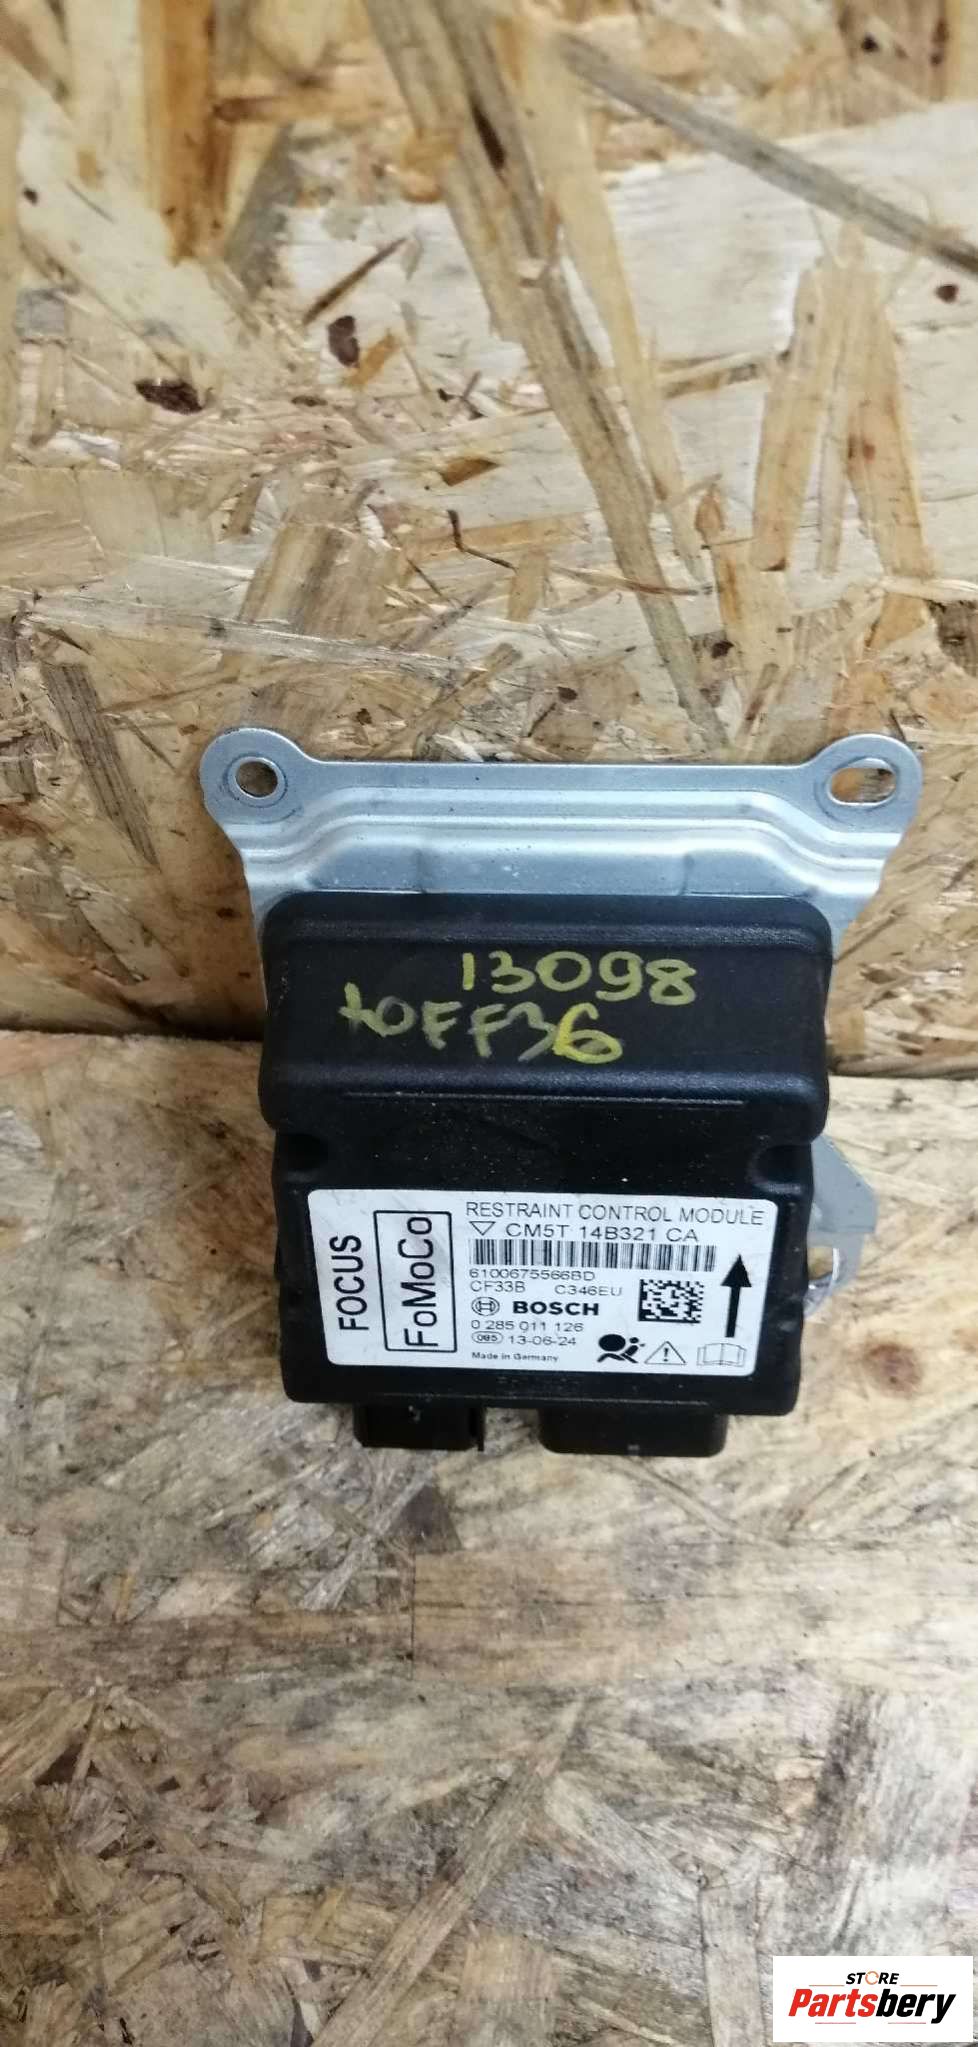 13098
toFF36
FOCUS
FoMoCo
RESTRAINT CONTROL MODULE
CM5T 14B321 CA
6100675566BD
CF33B C346EU
BOSCH
0 285 011 126
085 13-06-24
Made in Germany
STORE
Partsbery